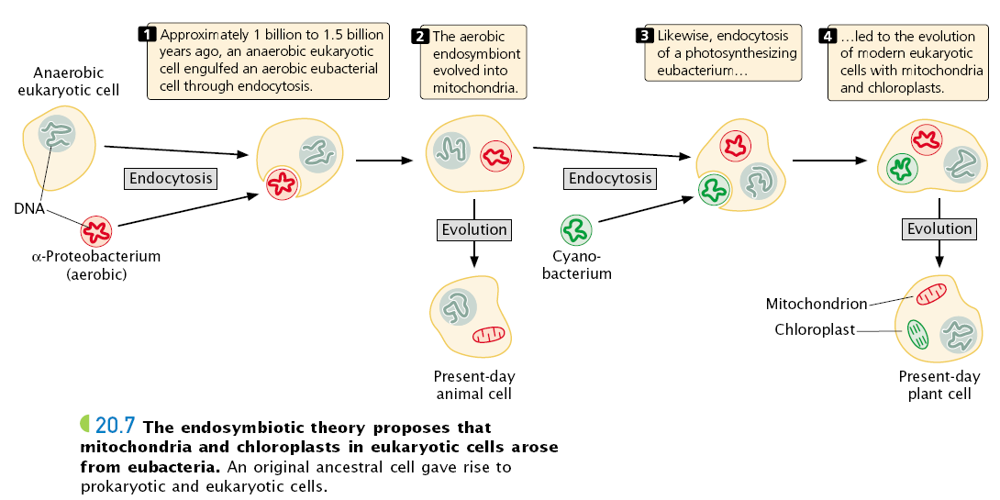 1 Approximately 1 billion to 1.5 billion
years ago, an anaerobic eukaryotic
cell engulfed an aerobic eubacterial
cell through endocytosis.
2 The aerobic
endosymbiont
evolved into
mitochondria.
3 Likewise, endocytosis
of a photosynthesizing
eubacterium…
4 …led to the evolution
of modern eukaryotic
cells with mitochondria
and chloroplasts.
Anaerobic
eukaryotic cell
Endocytosis
DNA
α-Proteobacterium
(aerobic)
Evolution
Present-day
animal cell
Endocytosis
Cyano-
bacterium
Evolution
Mitochondrion
Chloroplast
Present-day
plant cell
20.7 The endosymbiotic theory proposes that
mitochondria and chloroplasts in eukaryotic cells arose
from eubacteria. An original ancestral cell gave rise to
prokaryotic and eukaryotic cells.